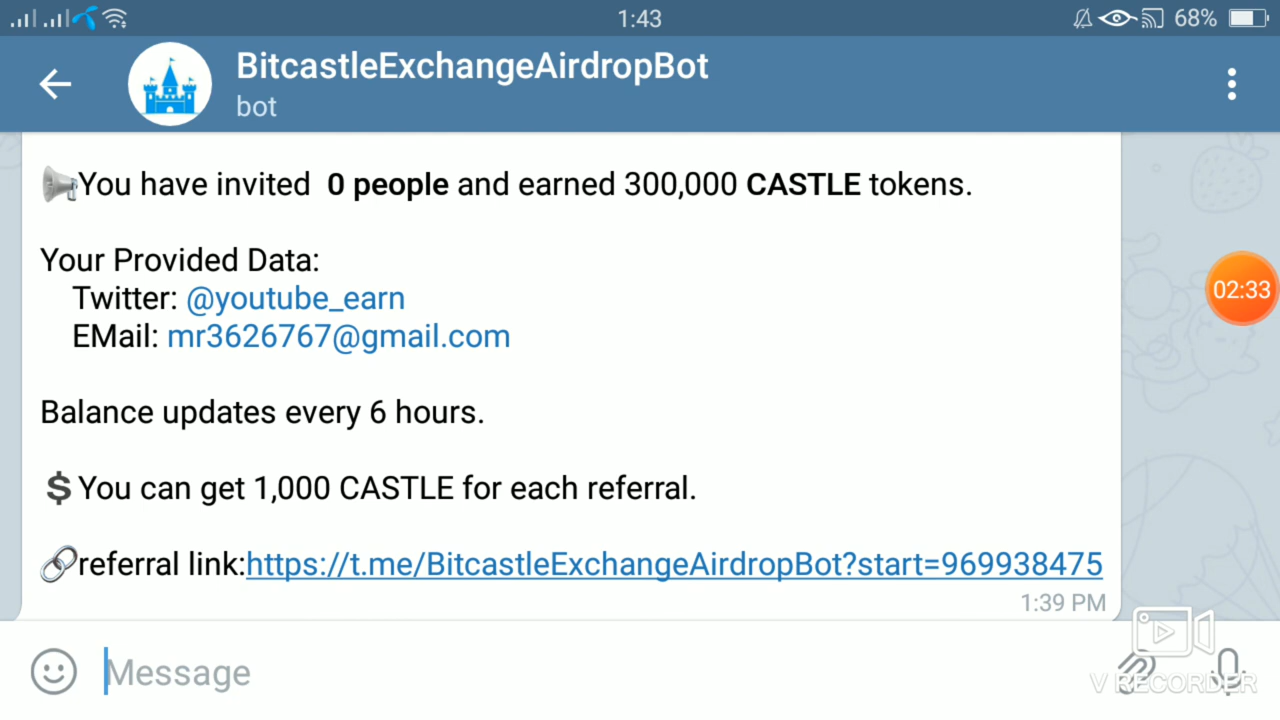 1:43
68%
BitcastleExchangeAirdropBot
bot
You have invited 0 people and earned 300,000 CASTLE tokens.
Your Provided Data:
Twitter: @youtube_earn
EMail: mr3626767@gmail.com
02:33
Balance updates every 6 hours.
$You can get 1,000 CASTLE for each referral.
referral link:https://t.me/BitcastleExchangeAirdropBot?start=969938475
1:39 PM
Message
V RECORDER